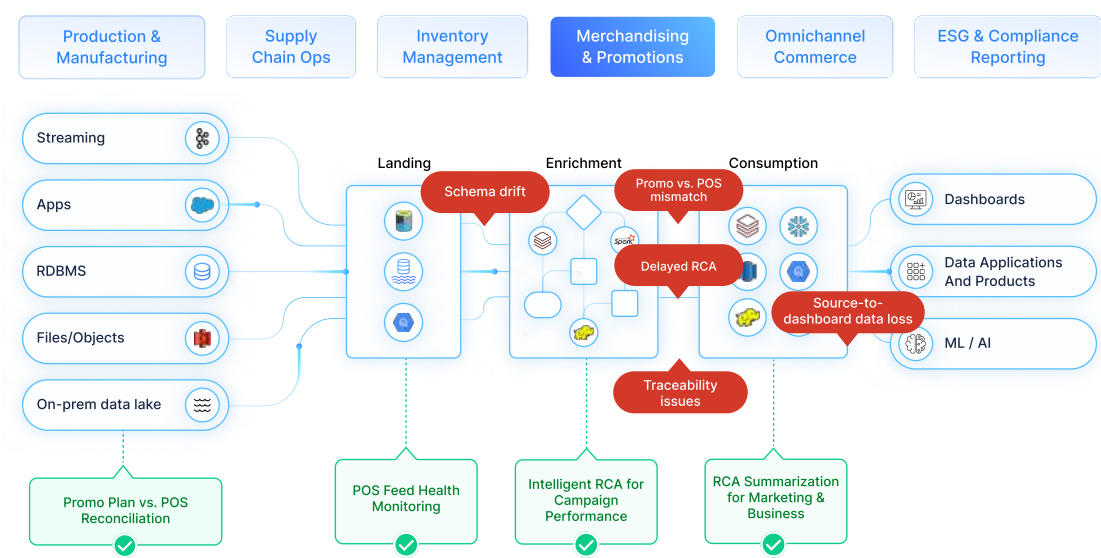 Production &
Manufacturing
Supply
Chain Ops
Inventory
Management
Merchandising
& Promotions
Omnichannel
Commerce
ESG & Compliance
Reporting
Streaming
Apps
RDBMS
Files/Objects
On-prem data lake
Landing
Enrichment
Consumption
Schema drift
Promo vs. POS
mismatch
Spark
Delayed RCA
Source-to-
dashboard data loss
Traceability
issues
Dashboards
Data Applications
And Products
ML / AI
Promo Plan vs. POS
Reconciliation
POS Feed Health
Monitoring
Intelligent RCA for
Campaign
Performance
RCA Summarization
for Marketing &
Business